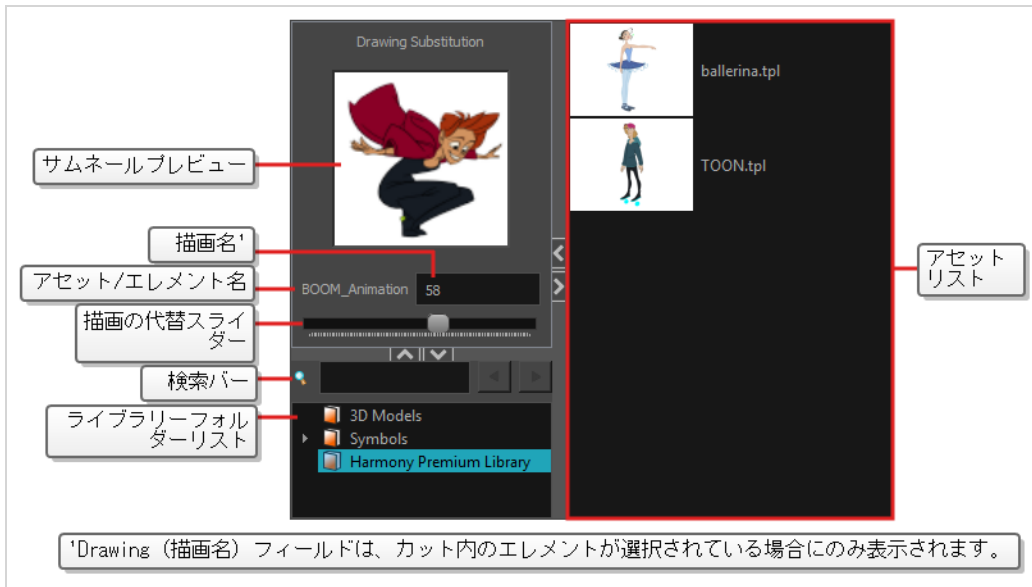 Drawing Substitution
サムネールプレビュー
描画名¹
アセット/エレメント名
BOOM_Animation
58
描画の代替スライ
ダー
検索バー
ライブラリーフォル
ダーリスト
3D Models
Symbols
Harmony Premium Library
ballerina.tpl
TOON.tpl
アセット
リスト
¹Drawing（描画名）フィールドは、カット内のエレメントが選択されている場合にのみ表示されます。